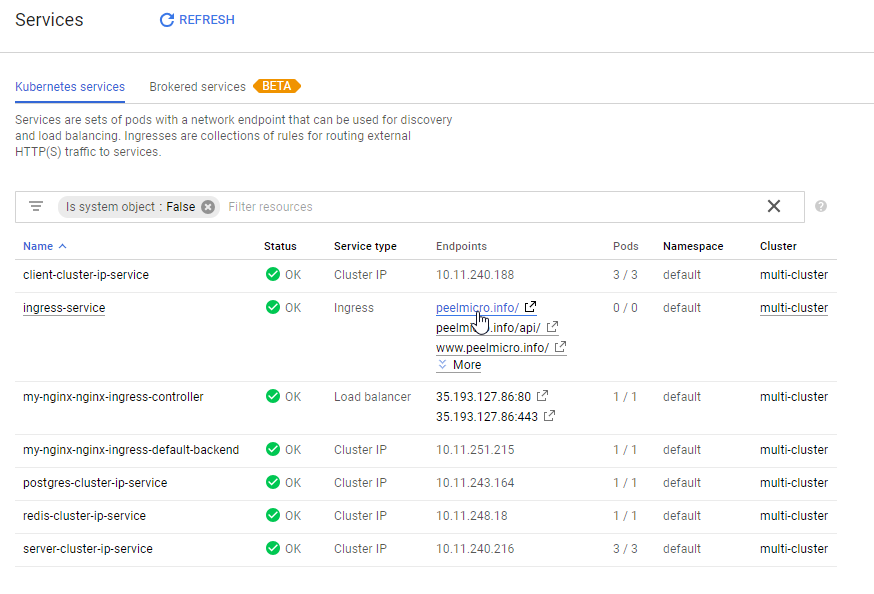 Services
REFRESH
Kubernetes services
Brokered services
BETA
Services are sets of pods with a network endpoint that can be used for discovery
and load balancing. Ingresses are collections of rules for routing external
HTTP(S) traffic to services.
Is system object : False
Filter resources
Name Status Service type Endpoints Pods Namespace Cluster
client-cluster-ip-service OK Cluster IP 10.11.240.188 3 / 3 default multi-cluster
ingress-service OK Ingress peelmicro.info/ 0 / 0 default multi-cluster
peelmicro.info/api/
www.peelmicro.info/
More
my-nginx-nginx-ingress-controller OK Load balancer 35.193.127.86:80 1 / 1 default multi-cluster
35.193.127.86:443
my-nginx-nginx-ingress-default-backend OK Cluster IP 10.11.251.215 1 / 1 default multi-cluster
postgres-cluster-ip-service OK Cluster IP 10.11.243.164 1 / 1 default multi-cluster
redis-cluster-ip-service OK Cluster IP 10.11.248.18 1 / 1 default multi-cluster
server-cluster-ip-service OK Cluster IP 10.11.240.216 3 / 3 default multi-cluster